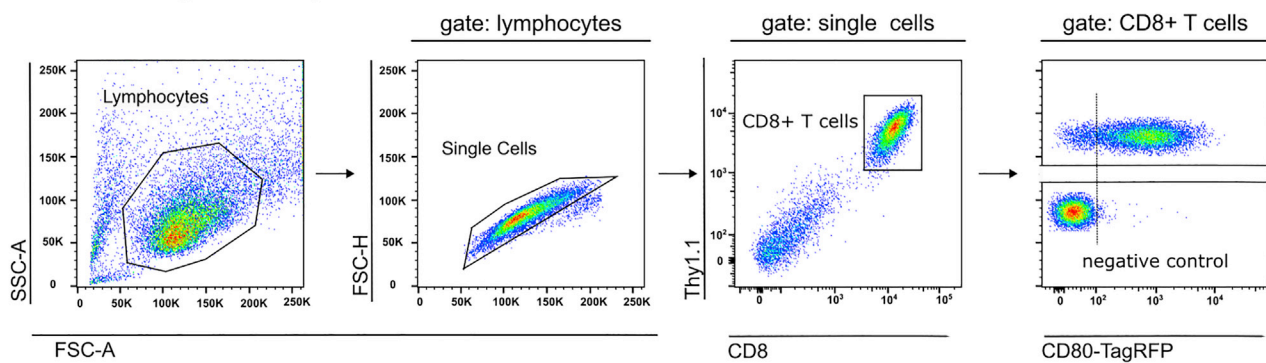 gate: lymphocytes
gate: single cells
gate: CD8+ T cells
250K
200K
150K
100K
50K
0
SSC-A
Lymphocytes
0 50K 100K 150K 200K 250K
250K
200K
150K
100K
50K
0
FSC-H
Single Cells
0 50K 100K 150K 200K 250K
FSC-A
10⁴
10³
10²
0
Thy1.1
CD8+ T cells
0 10³ 10⁴ 10⁵
CD8
negative control
0 10² 10³ 10⁴
CD80-TagRFP